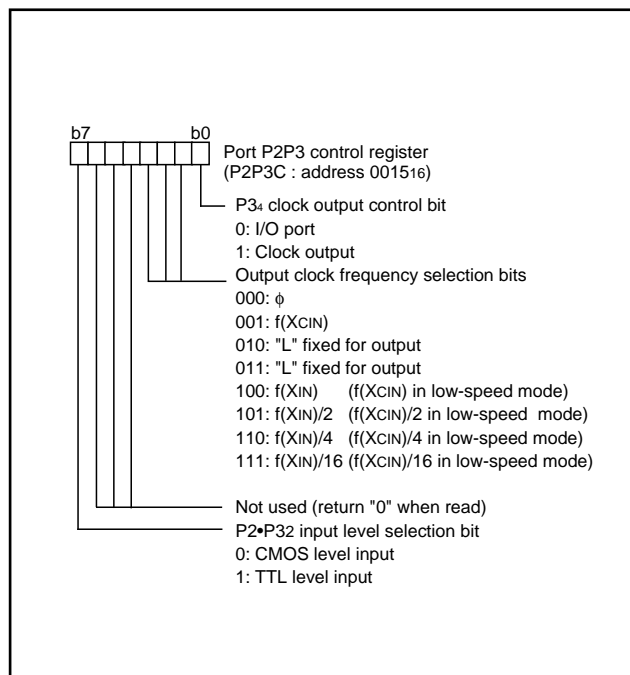 b7 b0
Port P2P3 control register
(P2P3C : address 001516)
P34 clock output control bit
0: I/O port
1: Clock output
Output clock frequency selection bits
000: ϕ
001: f(XCIN)
010: "L" fixed for output
011: "L" fixed for output
100: f(XIN) (f(XCIN) in low-speed mode)
101: f(XIN)/2 (f(XCIN)/2 in low-speed mode)
110: f(XIN)/4 (f(XCIN)/4 in low-speed mode)
111: f(XIN)/16 (f(XCIN)/16 in low-speed mode)
Not used (return "0" when read)
P2•P32 input level selection bit
0: CMOS level input
1: TTL level input